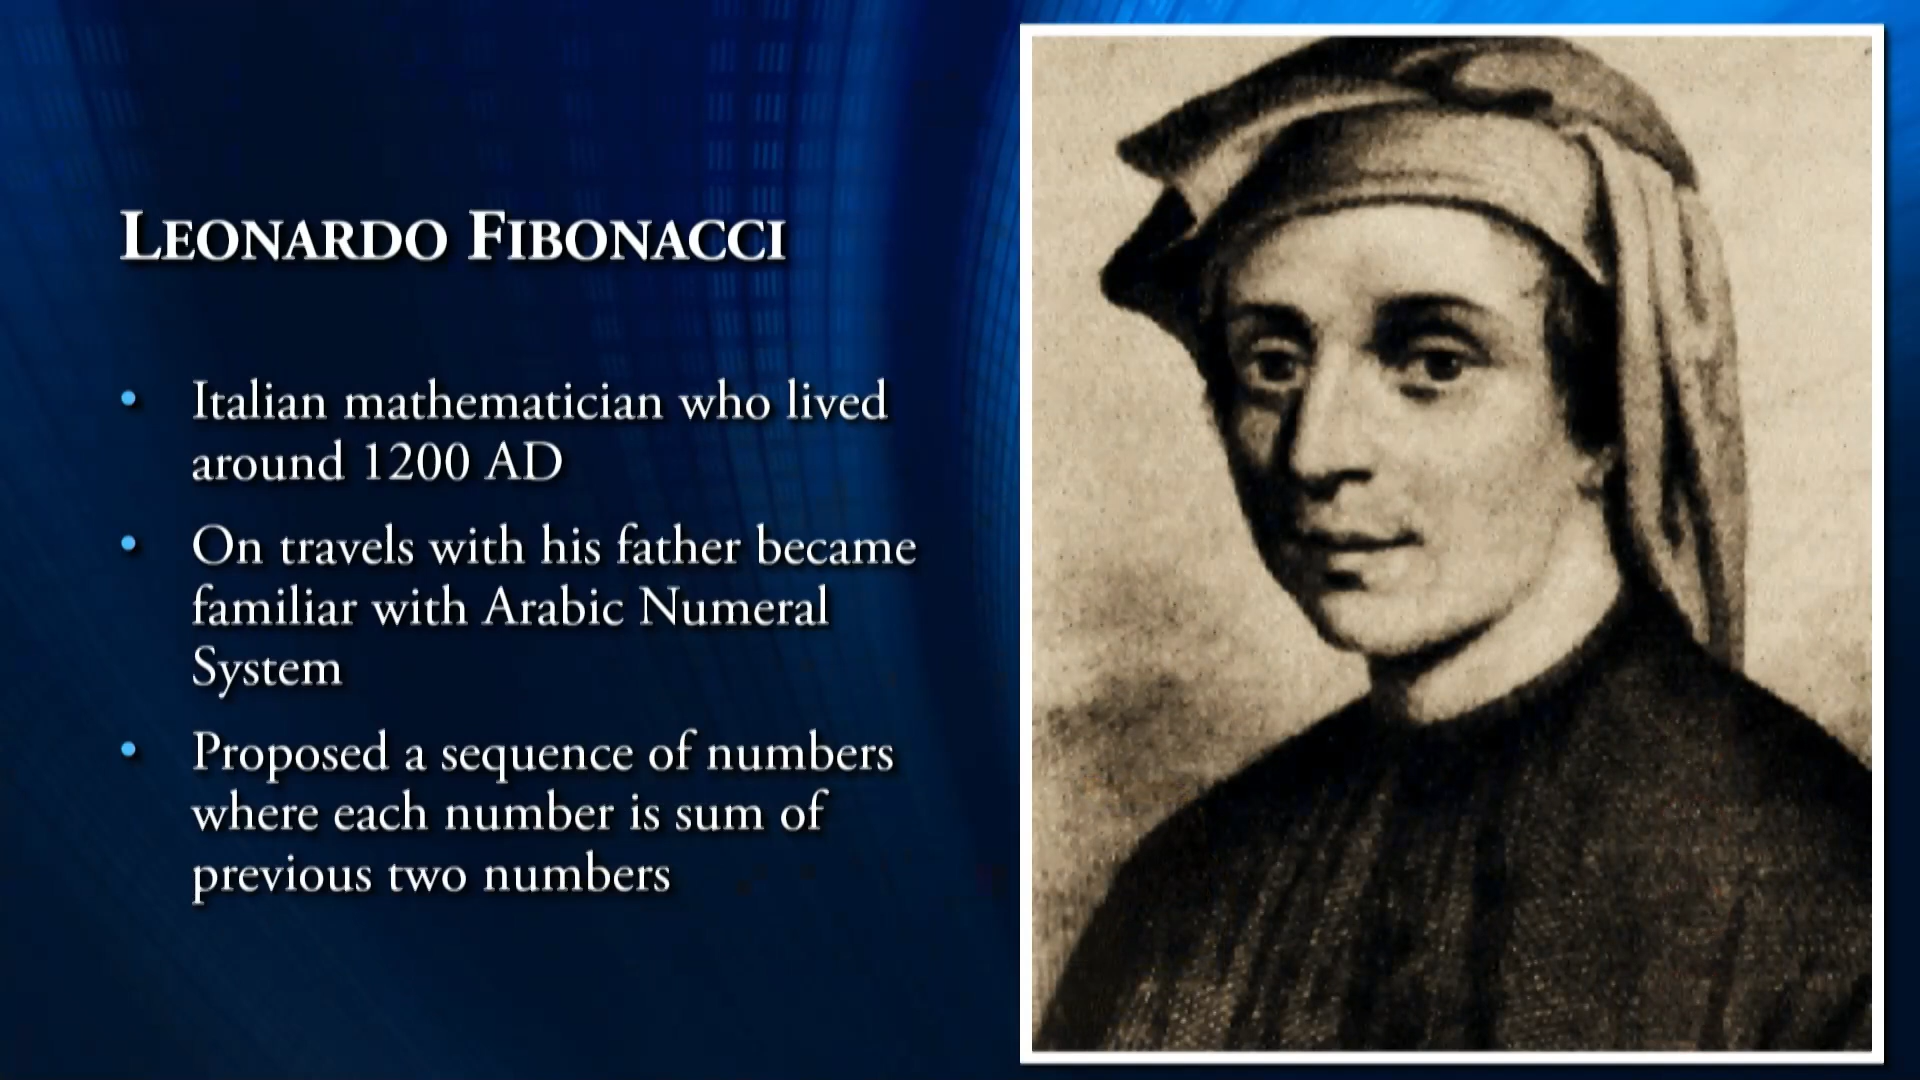 LEONARDO FIBONACCI
• Italian mathematician who lived
around 1200 AD
• On travels with his father became
familiar with Arabic Numeral
System
• Proposed a sequence of numbers
where each number is sum of
previous two numbers